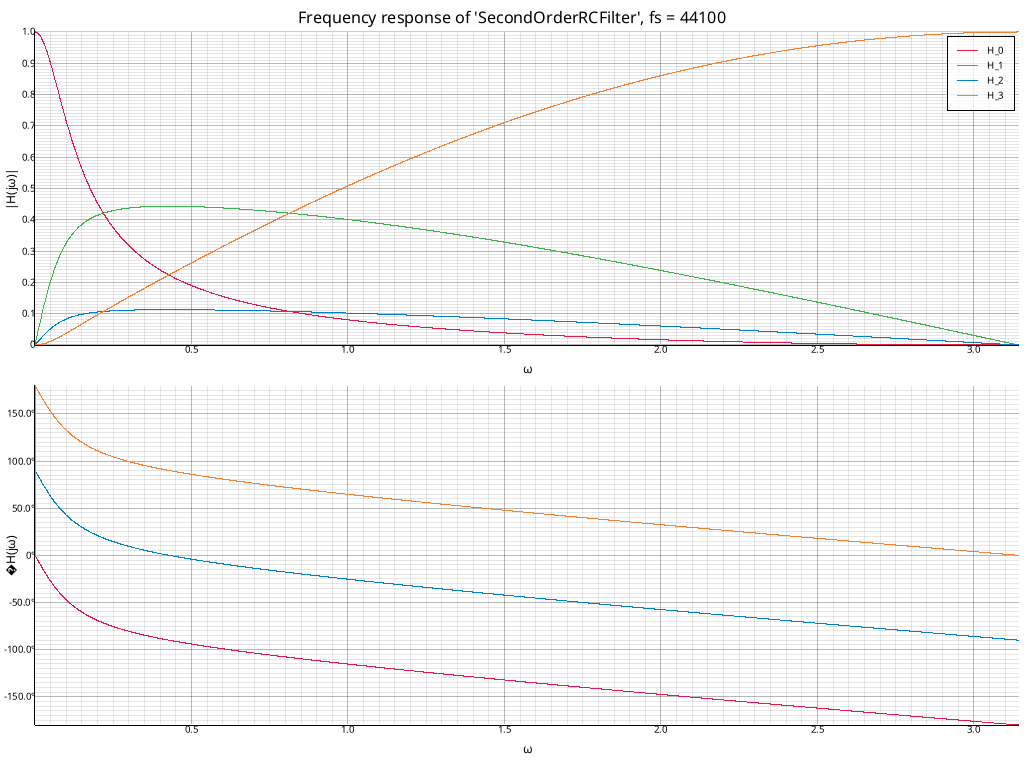 Frequency response of 'SecondOrderRCFilter', fs = 44100
1.0
0.9
0.8
0.7
0.6
0.5
0.4
0.3
0.2
0.1
0
|H(jω)|
H_0
H_1
H_2
H_3
0.5 1.0 1.5 2.0 2.5 3.0
ω
150.0°
100.0°
50.0°
0°
-50.0°
-100.0°
-150.0°
�H(jω)
0.5 1.0 1.5 2.0 2.5 3.0
ω